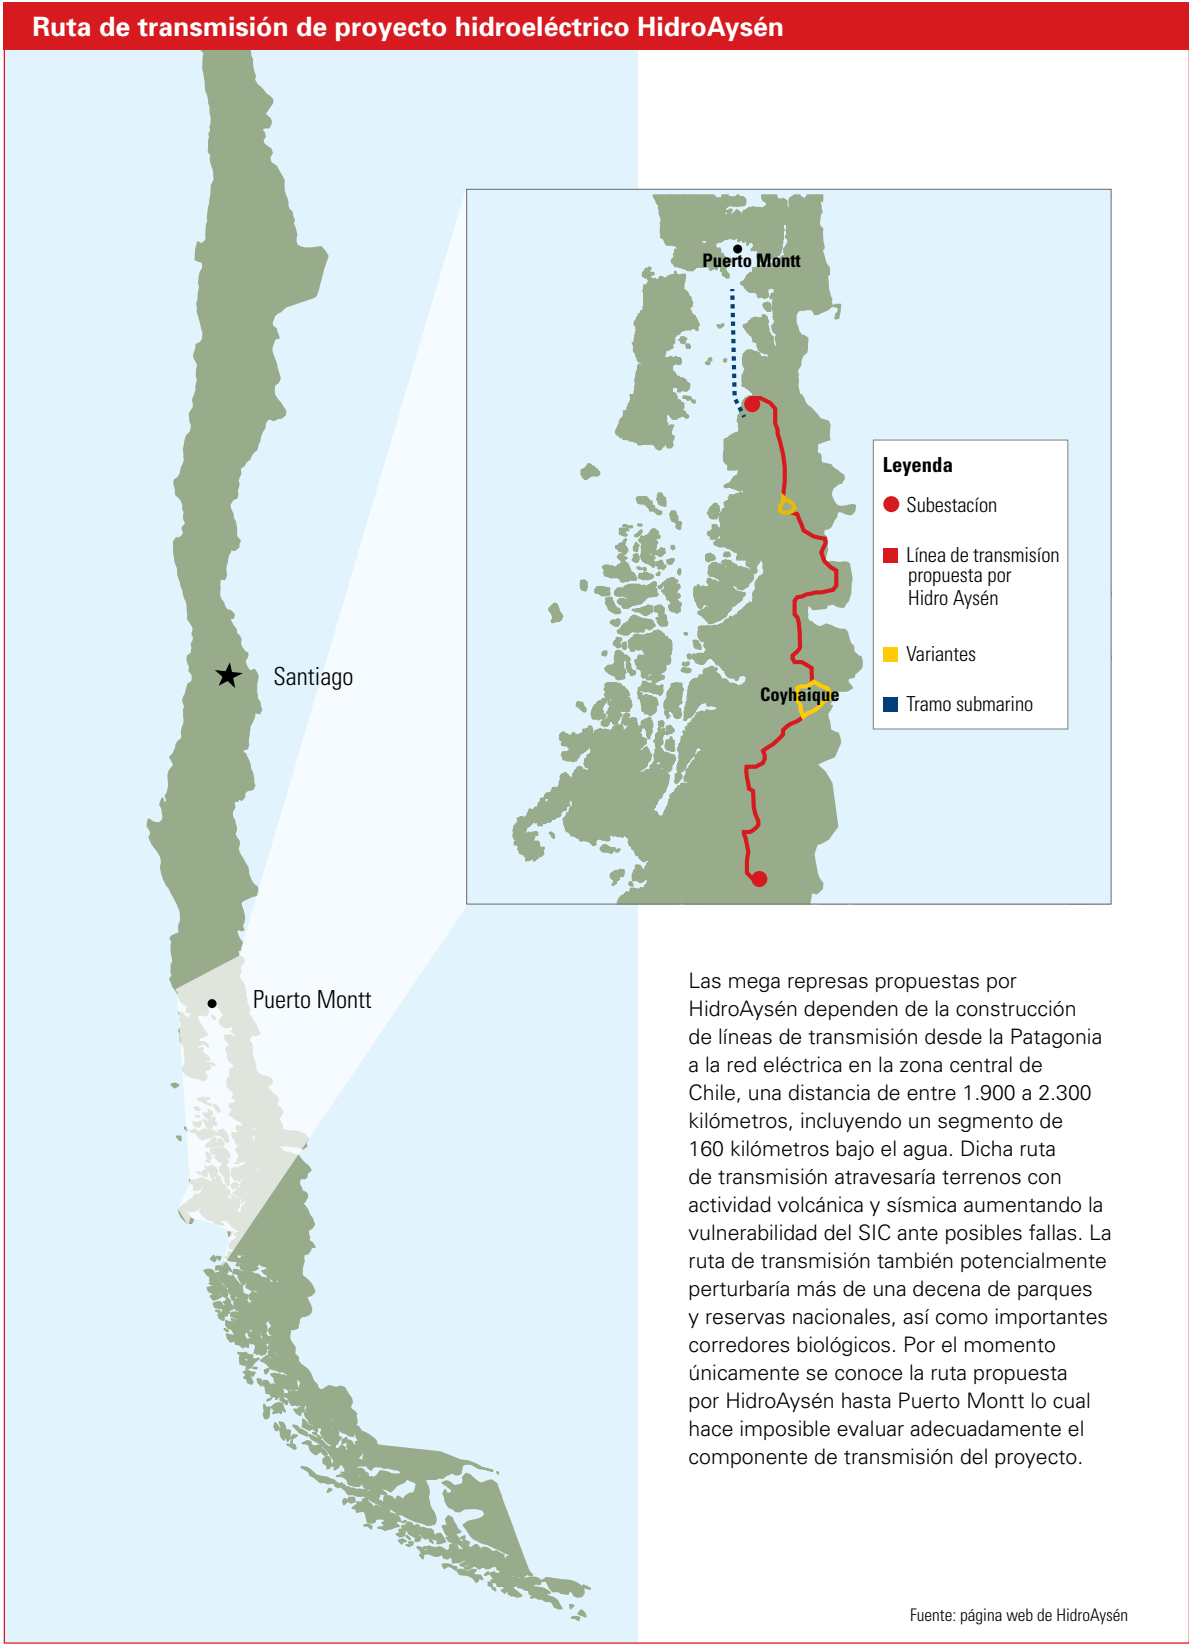 Ruta de transmisión de proyecto hidroeléctrico HidroAysén
Puerto Montt
Leyenda
Subestacíon
Línea de transmisíon
propuesta por
Hidro Aysén
Variantes
Tramo submarino
Coyhaique
Santiago
Puerto Montt
Las mega represas propuestas por
HidroAysén dependen de la construcción
de líneas de transmisión desde la Patagonia
a la red eléctrica en la zona central de
Chile, una distancia de entre 1.900 a 2.300
kilómetros, incluyendo un segmento de
160 kilómetros bajo el agua. Dicha ruta
de transmisión atravesaría terrenos con
actividad volcánica y sísmica aumentando la
vulnerabilidad del SIC ante posibles fallas. La
ruta de transmisión también potencialmente
perturbaría más de una decena de parques
y reservas nacionales, así como importantes
corredores biológicos. Por el momento
únicamente se conoce la ruta propuesta
por HidroAysén hasta Puerto Montt lo cual
hace imposible evaluar adecuadamente el
componente de transmisión del proyecto.
Fuente: página web de HidroAysén